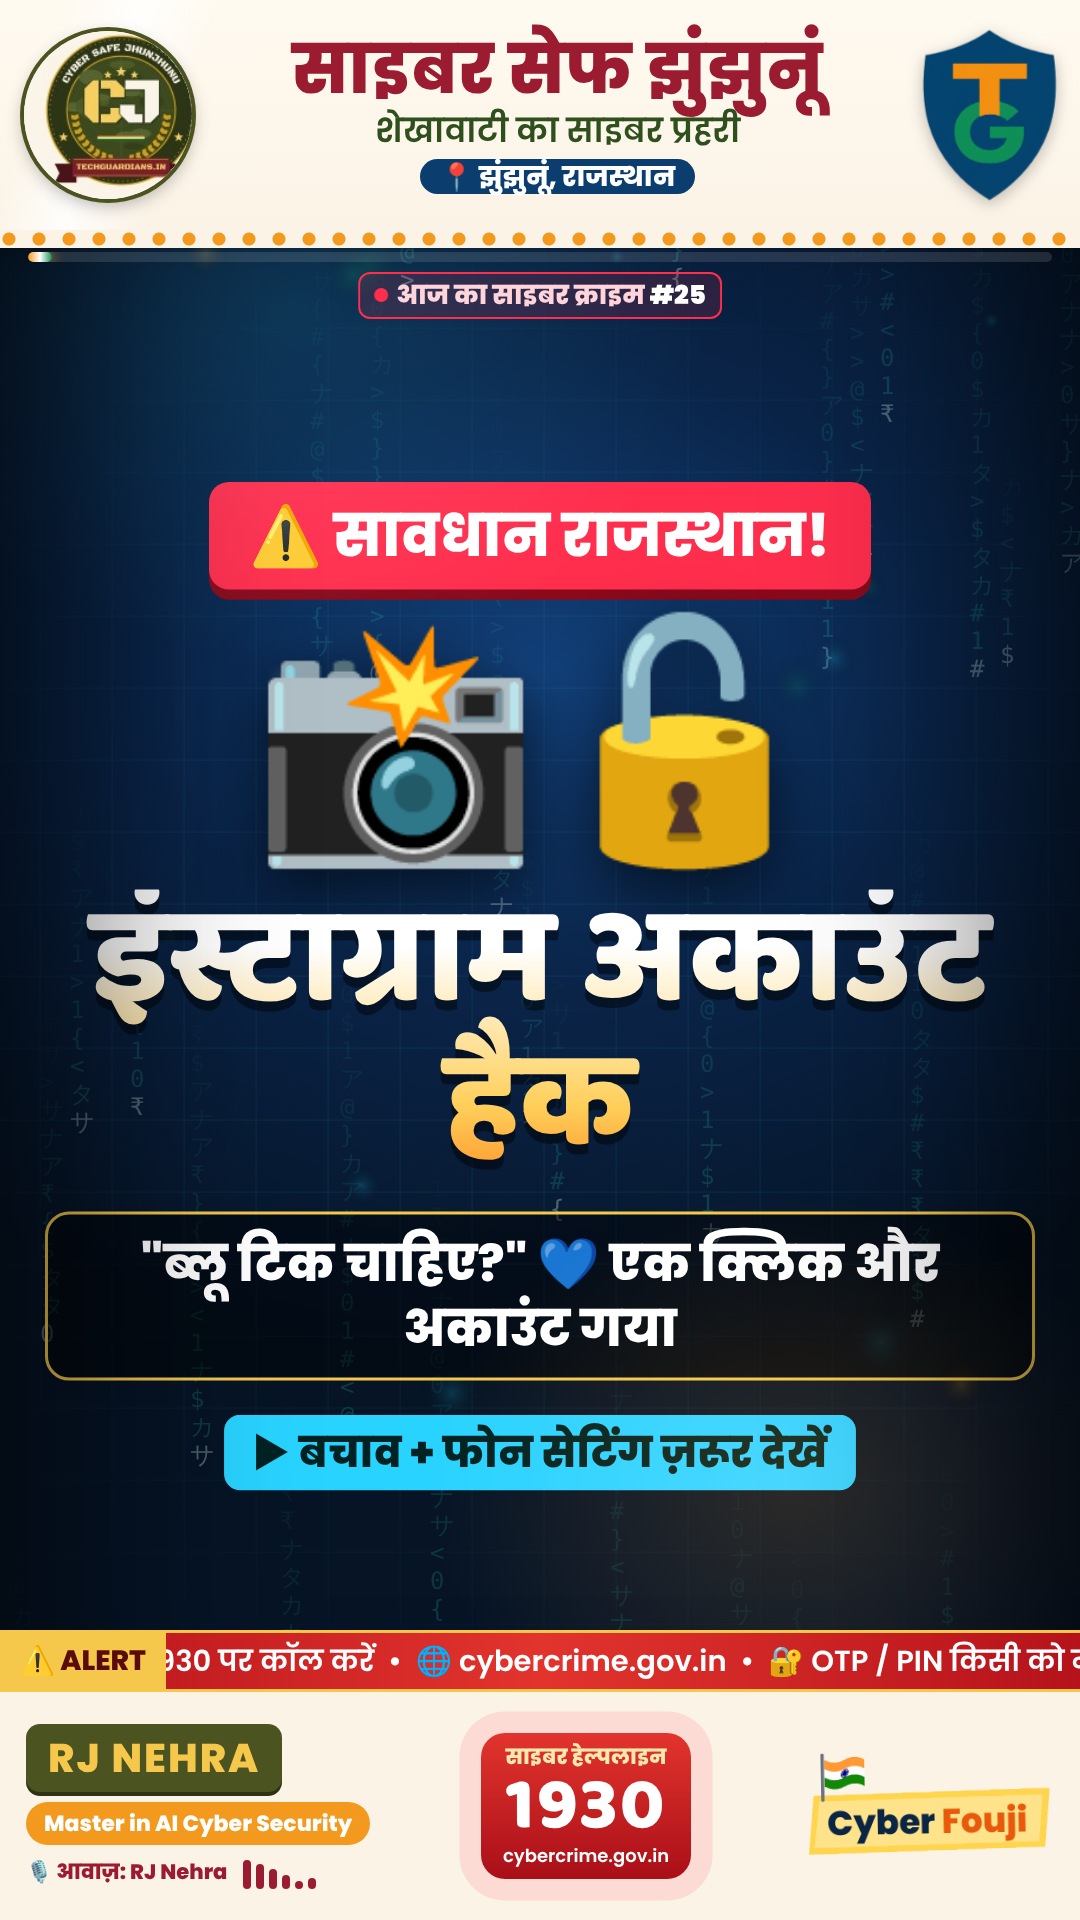 CYBER SAFE JHUNJHUNU
CJ
TECHGUARDIANS.IN
साइबर सेफ झुंझुनूं
शेखावाटी का साइबर प्रहरी
📍 झुंझुनूं, राजस्थान
TG
आज का साइबर क्राइम #25
⚠️ सावधान राजस्थान!
इंस्टाग्राम अकाउंट
हैक
"ब्लू टिक चाहिए?" 💙 एक क्लिक और
अकाउंट गया
▶ बचाव + फोन सेटिंग ज़रूर देखें
⚠️ ALERT 930 पर कॉल करें • 🌐 cybercrime.gov.in • 🔐 OTP / PIN किसी को
RJ NEHRA
Master in AI Cyber Security
🎙️ आवाज़: RJ Nehra
साइबर हेल्पलाइन
1930
cybercrime.gov.in
Cyber Fouji